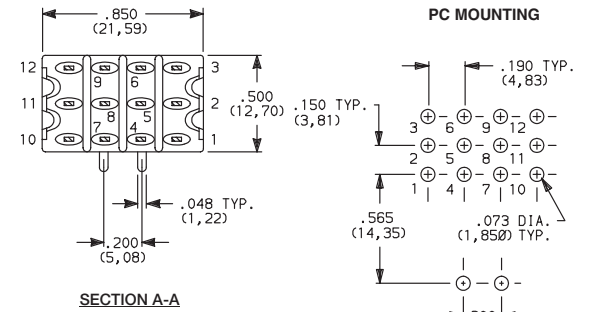 .850
(21,59)
12 9 6 3
11 8 5 2
10 7 4 1
.500
(12,70)
.048 TYP.
(1,22)
.200
(5,08)
SECTION A-A
PC MOUNTING
.190 TYP.
(4,83)
.150 TYP.
(3,81)
3 6 9 12
2 5 8 11
1 4 7 10
.565
(14,35)
.073 DIA.
(1,850) TYP.